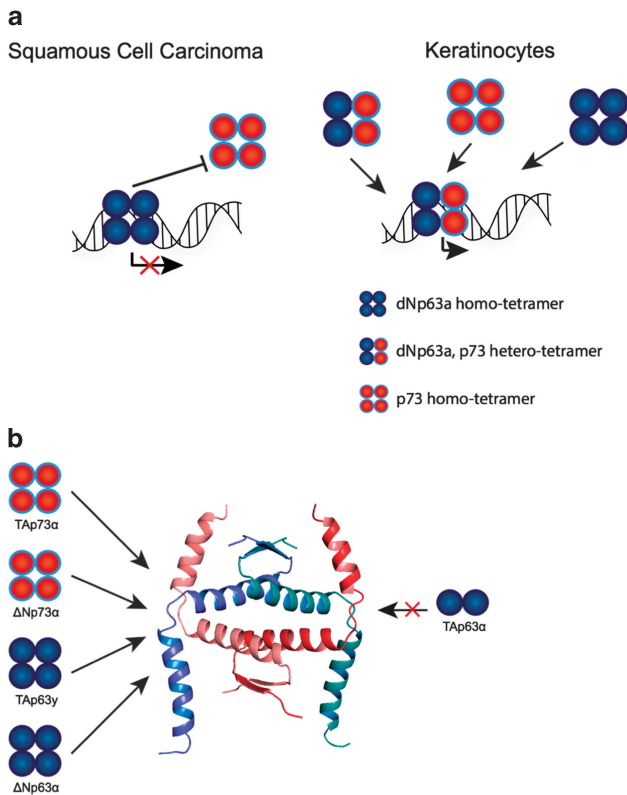 a
Squamous Cell Carcinoma
Keratinocytes
dNp63a homo-tetramer
dNp63a, p73 hetero-tetramer
p73 homo-tetramer
b
TAp73α
ΔNp73α
TAp63γ
ΔNp63α
TAp63α